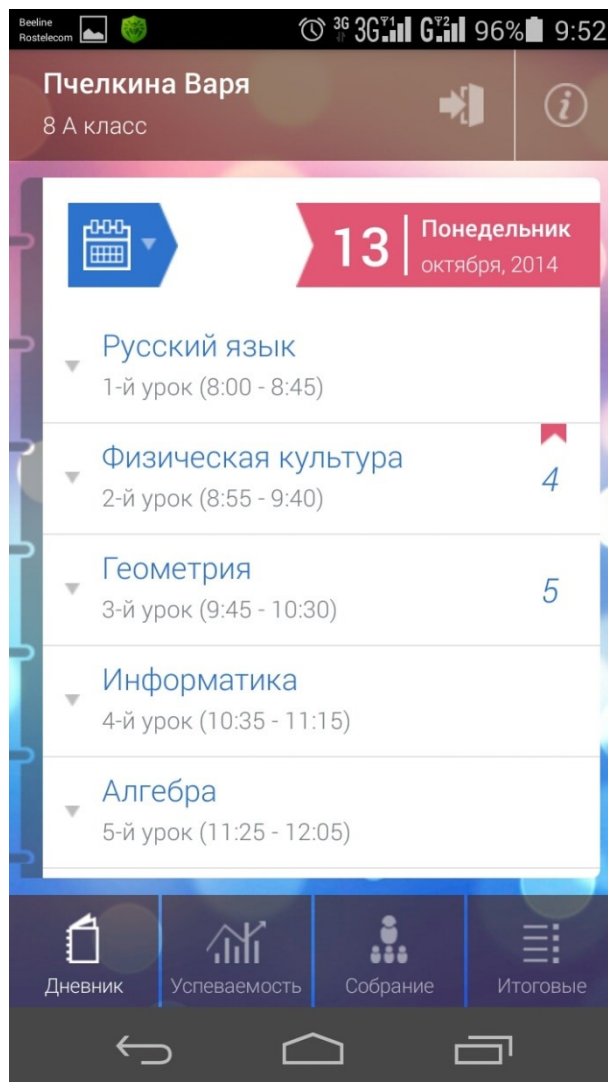 Beeline
Rostelecom
3G 3G 1 G 2 96% 9:52
Пчелкина Варя
8 А класс
13 Понедельник
октября, 2014
Русский язык
1-й урок (8:00 - 8:45)
Физическая культура
4
2-й урок (8:55 - 9:40)
Геометрия
5
3-й урок (9:45 - 10:30)
Информатика
4-й урок (10:35 - 11:15)
Алгебра
5-й урок (11:25 - 12:05)
Дневник Успеваемость Собрание Итоговые